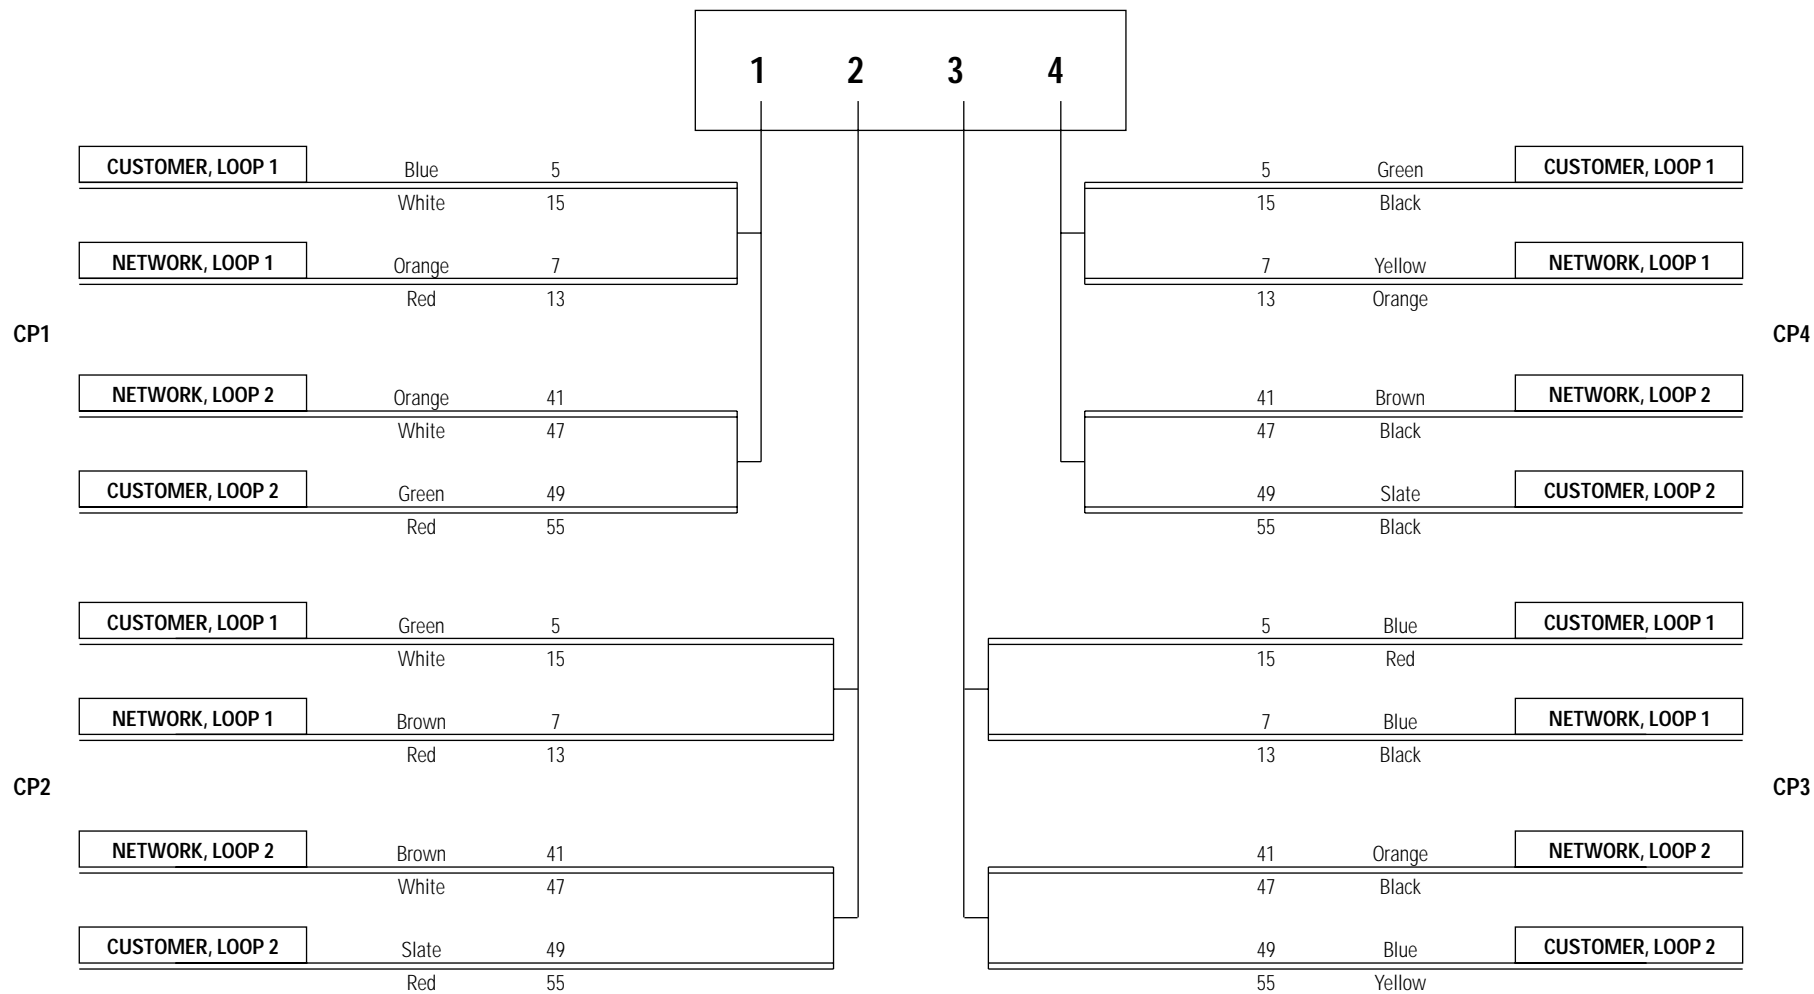 1 2 3 4
CUSTOMER, LOOP 1 Blue 5
White 15
NETWORK, LOOP 1 Orange 7
Red 13
CP1
NETWORK, LOOP 2 Orange 41
White 47
CUSTOMER, LOOP 2 Green 49
Red 55
CUSTOMER, LOOP 1 Green 5
White 15
NETWORK, LOOP 1 Brown 7
Red 13
CP2
NETWORK, LOOP 2 Brown 41
White 47
CUSTOMER, LOOP 2 Slate 49
Red 55
5 Green CUSTOMER, LOOP 1
15 Black
7 Yellow NETWORK, LOOP 1
13 Orange
CP4
41 Brown NETWORK, LOOP 2
47 Black
49 Slate CUSTOMER, LOOP 2
55 Black
5 Blue CUSTOMER, LOOP 1
15 Red
7 Blue NETWORK, LOOP 1
13 Black
CP3
41 Orange NETWORK, LOOP 2
47 Black
49 Blue CUSTOMER, LOOP 2
55 Yellow